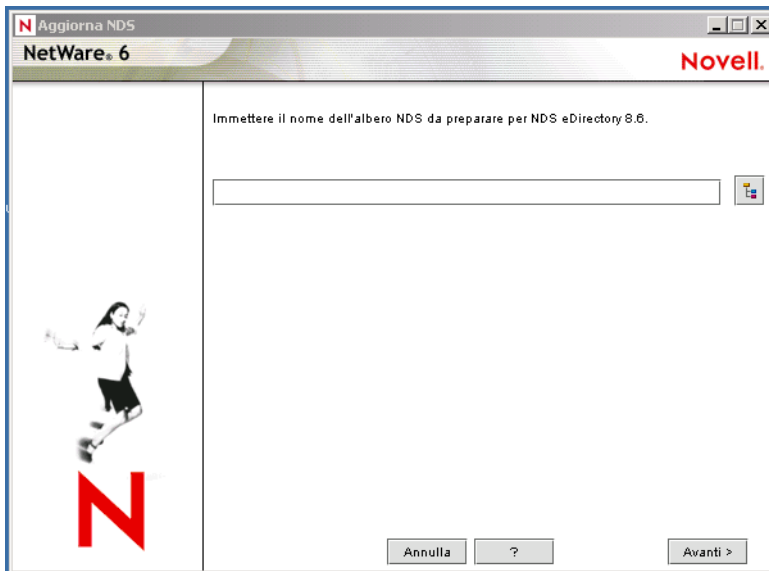 N Aggiorna NDS
NetWare® 6
Novell.
Immettere il nome dell'albero NDS da preparare per NDS eDirectory 8.6.
N
Annulla
?
Avanti >